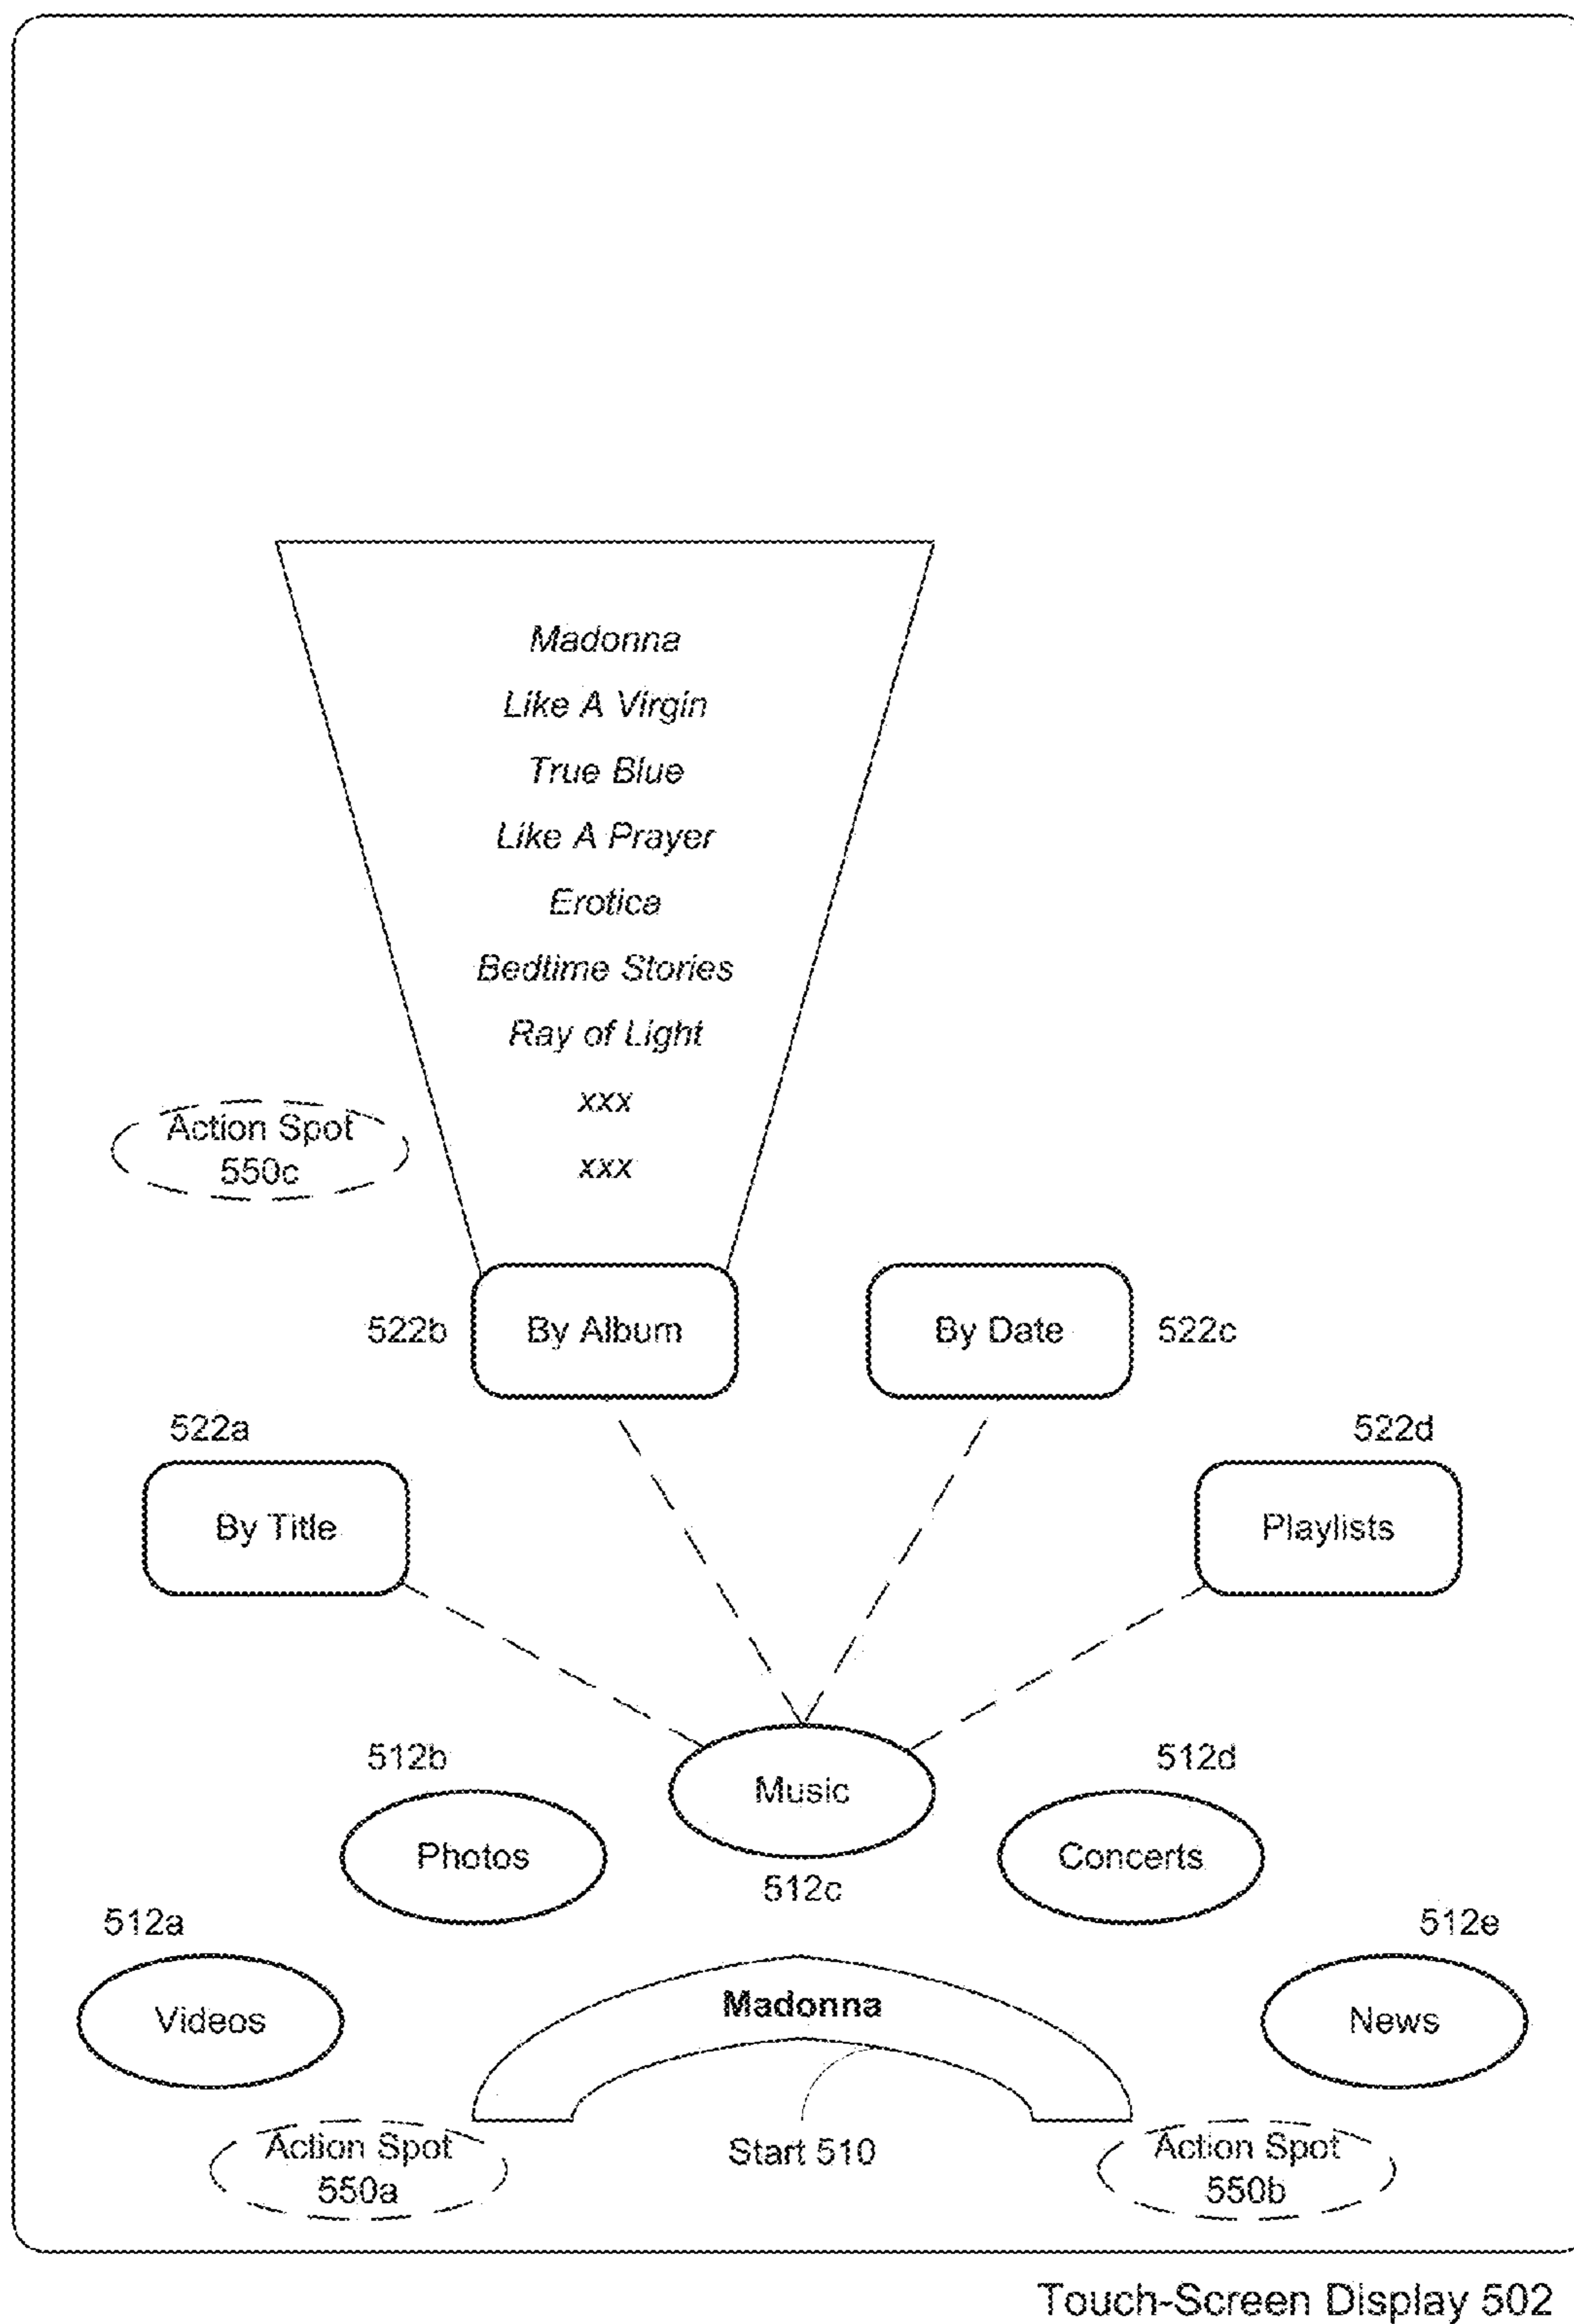 Madonna
Like A Virgin
True Blue
Like A Prayer
Erotica
Bedtime Stories
Ray of Light
xxx
Action Spot
550c
xxx
522b
By Album
By Date
522c
522a
522d
By Title
Playlists
512b
512d
Music
Photos
Concerts
512c
512a
512e
Madonna
Videos
News
Action Spot
550a
Start 510
Action Spot
550b
Touch-Screen Display 502